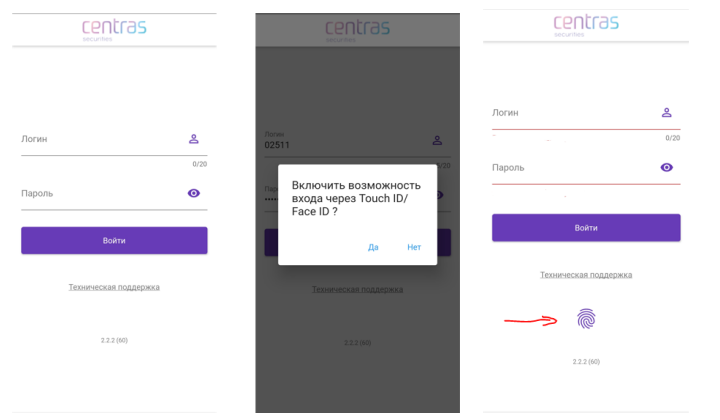 centras
securities
Логин
0/20
Пароль
Войти
Техническая поддержка
2.2.2 (60)
centras
securities
Логин
02511
/20
Включить возможность
входа через Touch ID/
Face ID ?
Да
Нет
Техническая поддержка
2.2.2 (60)
centras
securities
Логин
0/20
Пароль
Войти
Техническая поддержка
2.2.2 (60)